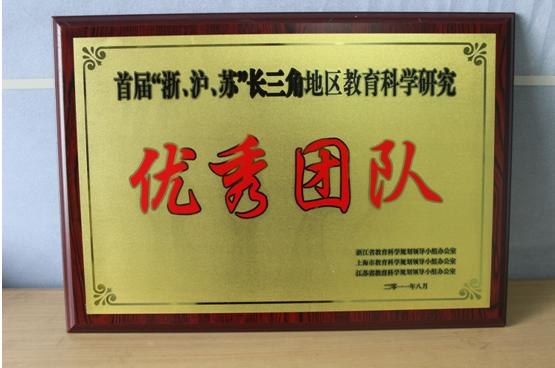 首届“浙、沪、苏”长三角地区教育科学研究
优秀团队
浙江省教育科学规划领导小组办公室
上海市教育科学规划领导小组办公室
江苏省教育科学规划领导小组办公室
二零一一年八月